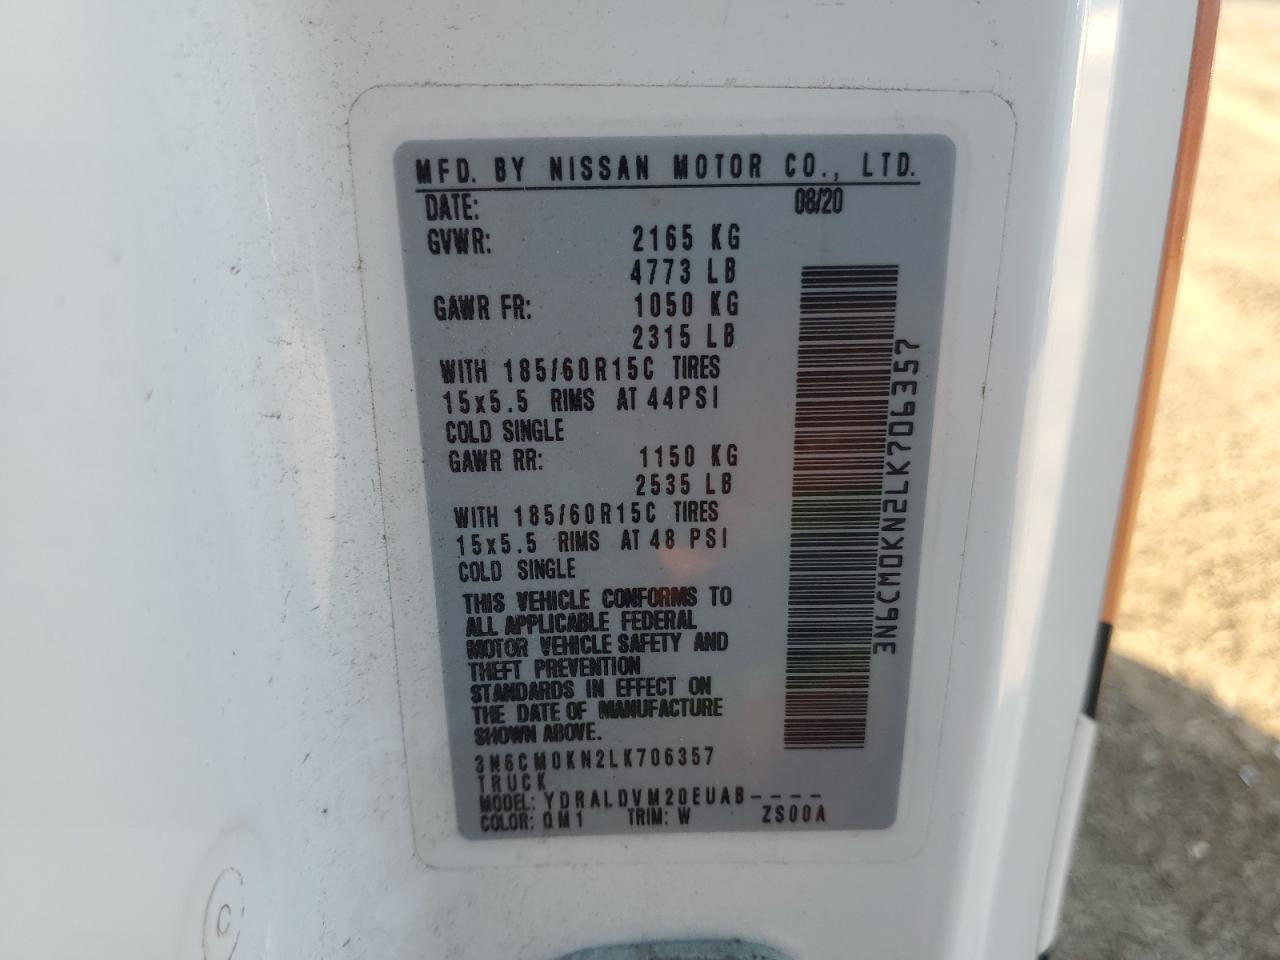 MFD. BY NISSAN MOTOR CO., LTD.
DATE: 08/20
GVWR: 2165 KG
4773 LB
GAWR FR: 1050 KG
2315 LB
WITH 185/60R15C TIRES
15x5.5 RIMS AT 44PSI
COLD SINGLE
GAWR RR: 1150 KG
2535 LB
WITH 185/60R15C TIRES
15x5.5 RIMS AT 48 PSI
COLD SINGLE
THIS VEHICLE CONFORMS TO
ALL APPLICABLE FEDERAL
MOTOR VEHICLE SAFETY AND
THEFT PREVENTION
STANDARDS IN EFFECT ON
THE DATE OF MANUFACTURE
SHOWN ABOVE.
3N6CM0KN2LK706357
TRUCK
MODEL: YDRALDVM20EUAB----
COLOR: QM1 TRIM: W ZS00A
3N6CM0KN2LK706357
C